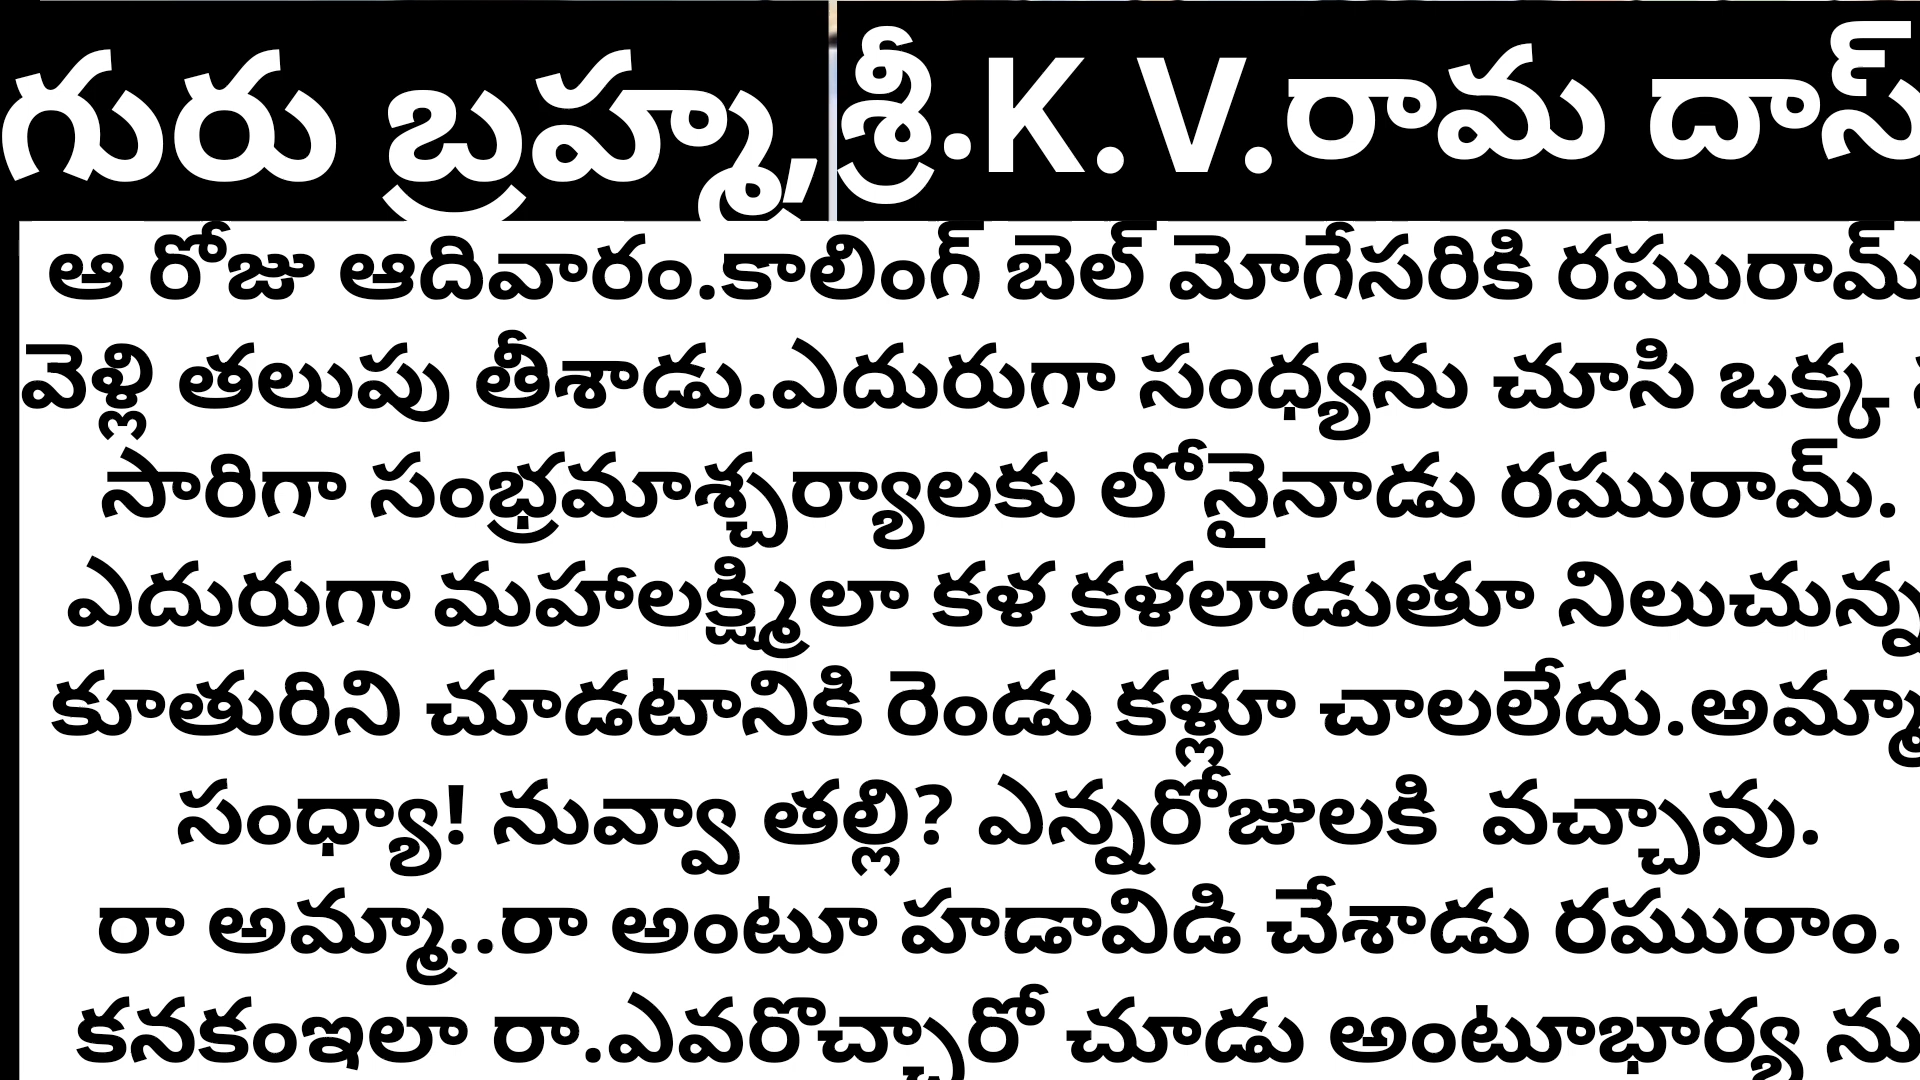 గురు బ్రహ్మ, శ్రీ.K.V.రామ దాస్
ఆ రోజు ఆదివారం.కాలింగ్ బెల్ మోగేసరికి రఘురామ్
వెళ్లి తలుపు తీశాడు.ఎదురుగా సంధ్యను చూసి ఒక్క
సారిగా సంభ్రమాశ్చర్యాలకు లోనైనాడు రఘురామ్.
ఎదురుగా మహాలక్ష్మిలా కళ కళలాడుతూ నిలుచున్న
కూతురిని చూడటానికి రెండు కళ్లూ చాలలేదు.అమ్మా
సంధ్యా! నువ్వా తల్లి? ఎన్నరోజులకి వచ్చావు.
రా అమ్మా..రా అంటూ హడావిడి చేశాడు రఘురాం.
కనకంఇలా రా.ఎవరొచ్చారో చూడు అంటూభార్య ను